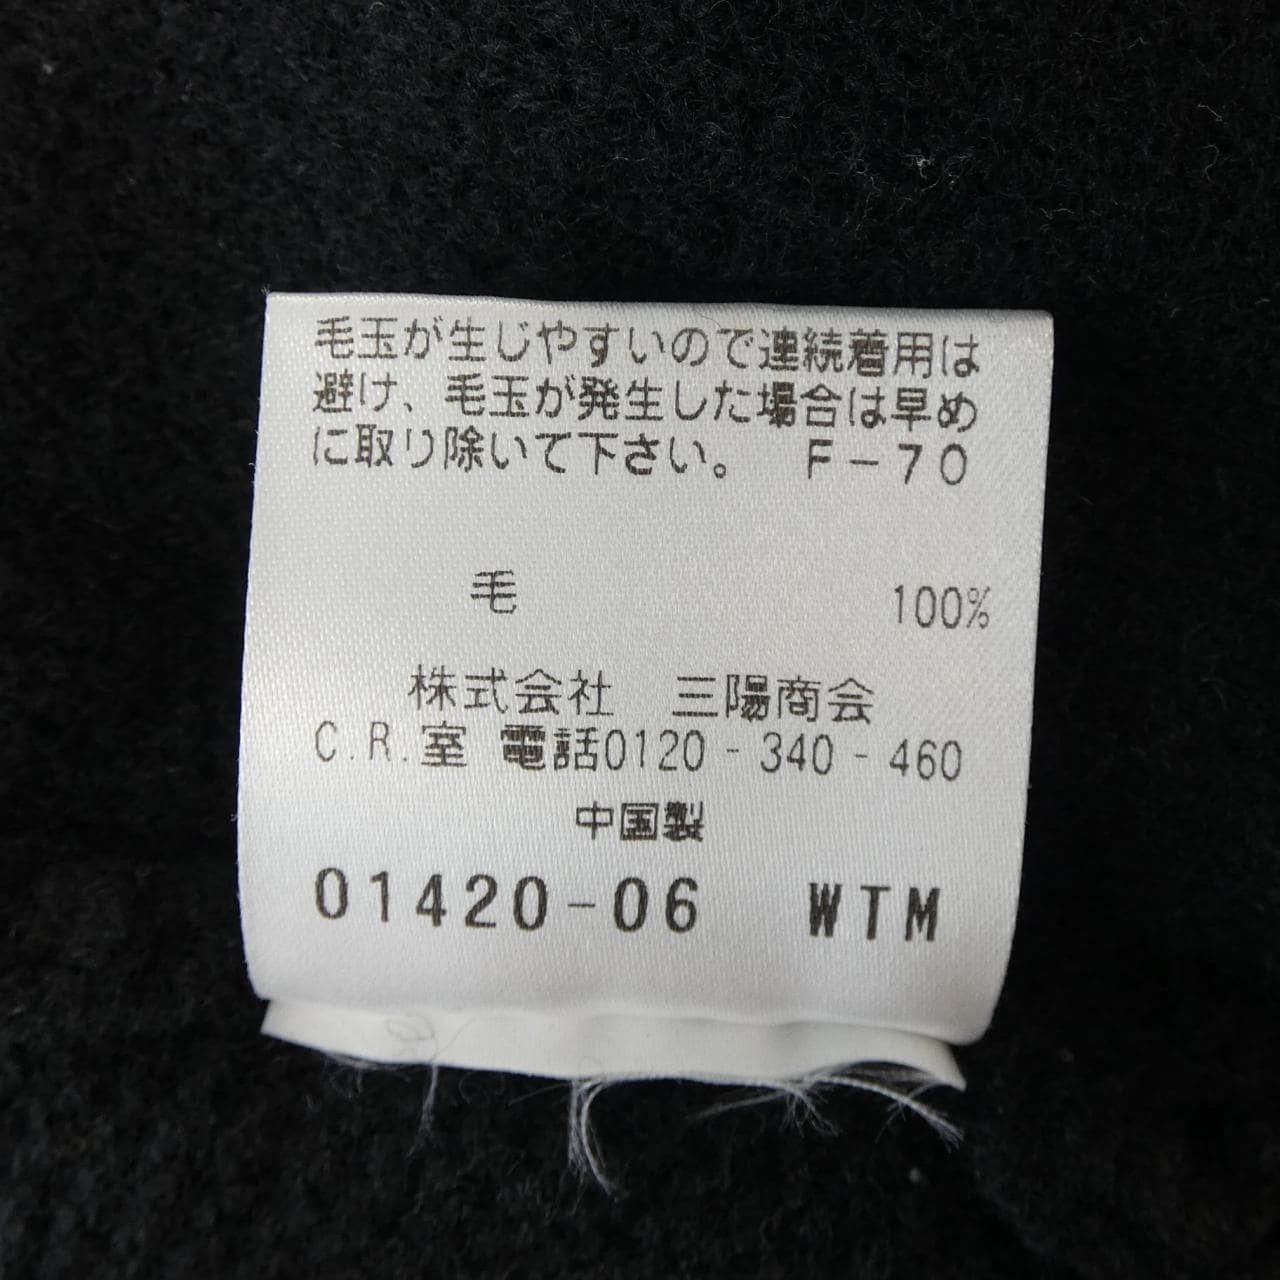 毛玉が生じやすいので連続着用は
避け、毛玉が発生した場合は早め
に取り除いて下さい。 F-70
毛 100%
株式会社 三陽商会
C.R.室 電話0120-340-460
中国製
01420-06 WTM